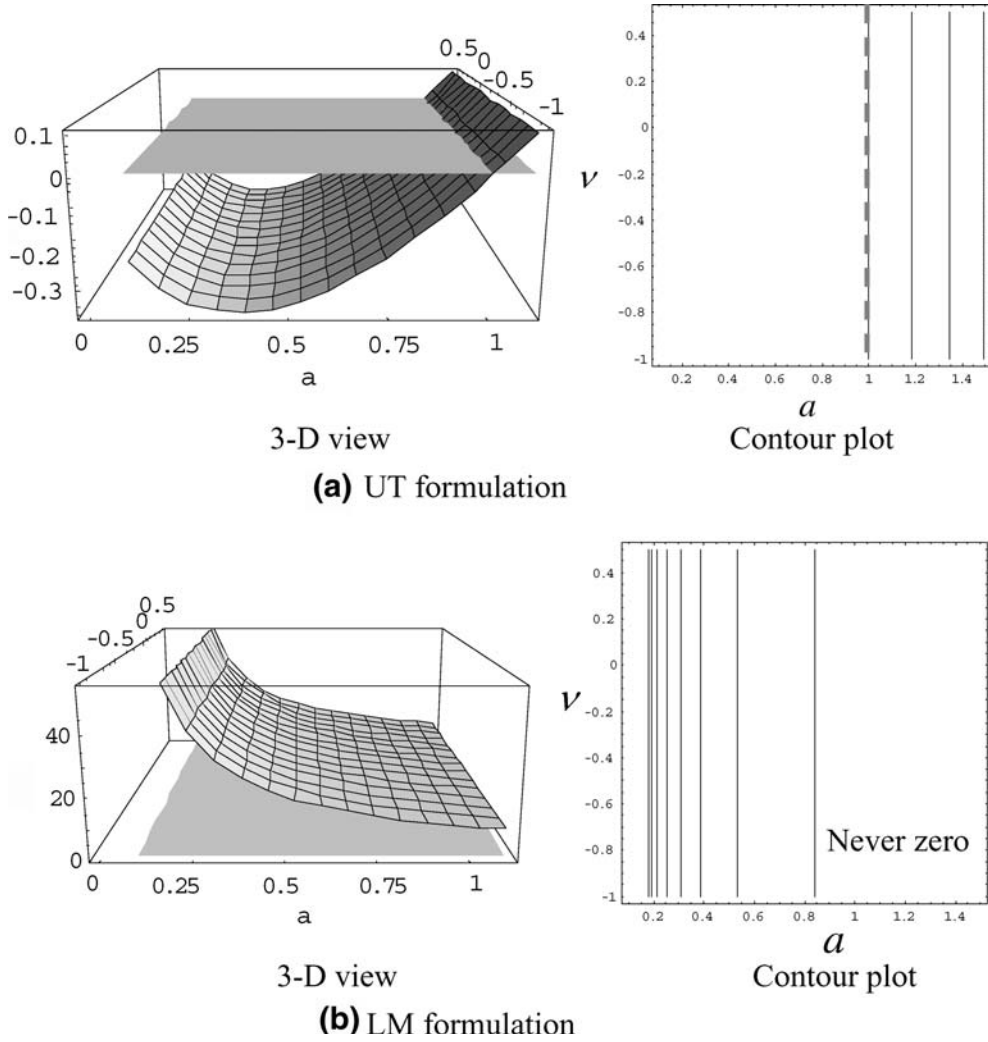 0.5
0
-0.5
-1
0.1
0
-0.1
-0.2
-0.3
0 0.25 0.5 0.75 1
a
3-D view
0.4
0.2
0
-0.2
-0.4
-0.6
-0.8
-1
ν
0.2 0.4 0.6 0.8 1 1.2 1.4
a
Contour plot
(a) UT formulation
0.5
0
-0.5
-1
40
20
0
0 0.25 0.5 0.75 1
a
3-D view
0.4
0.2
0
-0.2
-0.4
-0.6
-0.8
-1
ν
Never zero
0.2 0.4 0.6 0.8 1 1.2 1.4
a
Contour plot
(b) LM formulation